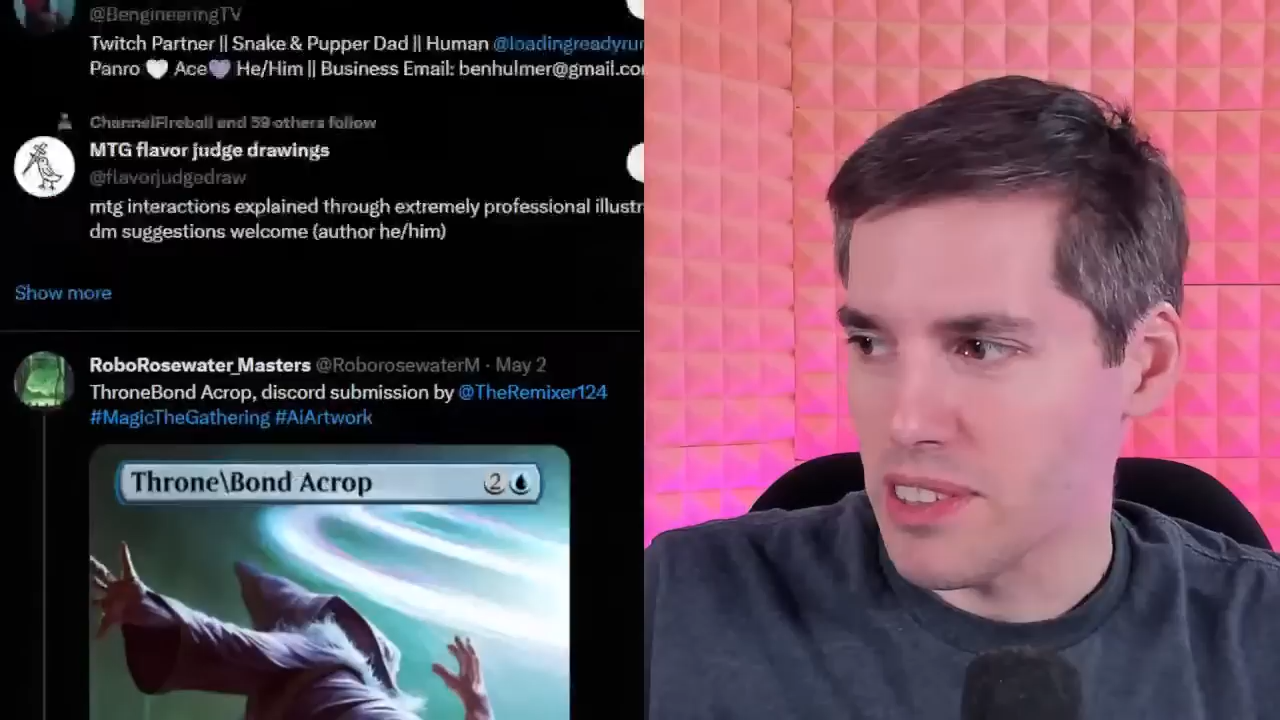 @BengineeringTV
Twitch Partner || Snake & Pupper Dad || Human @loadingreadyrun
Panro 🤍 Ace💜 He/Him || Business Email: benhulmer@gmail.co
ChannelFireball and 59 others follow
MTG flavor judge drawings
@flavorjudgedraw
mtg interactions explained through extremely professional illustr
dm suggestions welcome (author he/him)
Show more
RoboRosewater_Masters @RoborosewaterM · May 2
ThroneBond Acrop, discord submission by @TheRemixer124
#MagicTheGathering #AiArtwork
Throne\Bond Acrop 2